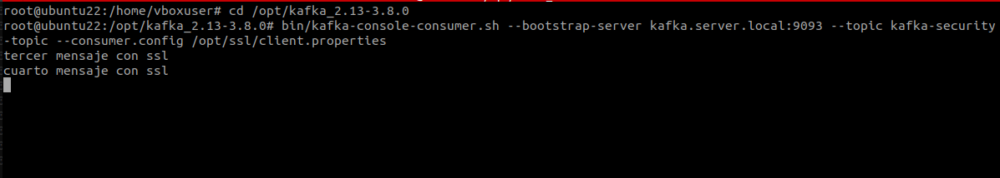 root@ubuntu22:/home/vboxuser# cd /opt/kafka_2.13-3.8.0
root@ubuntu22:/opt/kafka_2.13-3.8.0# bin/kafka-console-consumer.sh --bootstrap-server kafka.server.local:9093 --topic kafka-security
-topic --consumer.config /opt/ssl/client.properties
tercer mensaje con ssl
cuarto mensaje con ssl